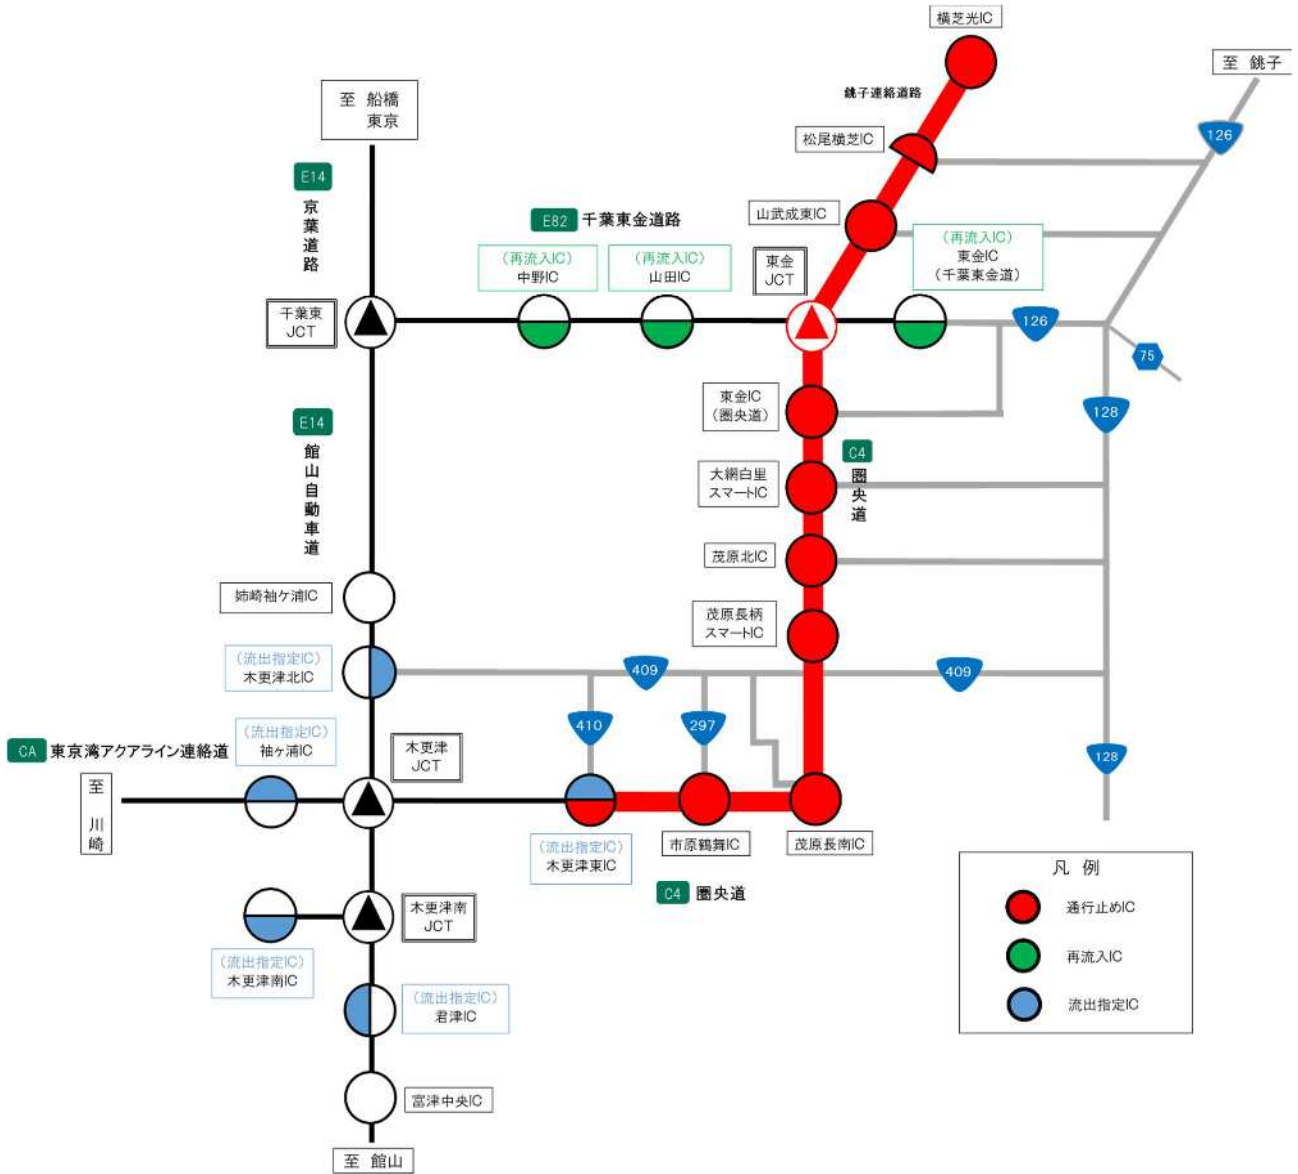 横芝光IC
至 銚子
銚子連絡道路
126
松尾横芝IC
至 船橋
東京
E14
京葉道路
E82 千葉東金道路
山武成東IC
(再流入IC)
中野IC
(再流入IC)
山田IC
東金
JCT
(再流入IC)
東金IC
(千葉東金道)
千葉東
JCT
126
75
東金IC
(圏央道)
128
E14
館山自動車道
C4
圏央道
大網白里
スマートIC
茂原北IC
姉崎袖ケ浦IC
茂原長柄
スマートIC
(流出指定IC)
木更津北IC
409
409
410
297
CA 東京湾アクアライン連絡道
(流出指定IC)
袖ケ浦IC
木更津
JCT
128
至 川崎
(流出指定IC)
木更津東IC
市原鶴舞IC
茂原長南IC
C4 圏央道
木更津南
JCT
(流出指定IC)
木更津南IC
(流出指定IC)
君津IC
富津中央IC
至 館山
凡 例
通行止めIC
再流入IC
流出指定IC